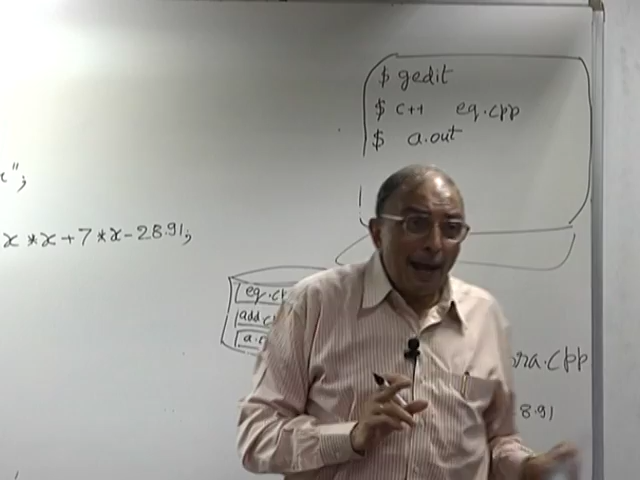 $ gedit
$ c++ eq.cpp
$ a.out
";
x * x + 7 * x - 28.91;
eq.c
add.c
a.
a.cpp
8.91